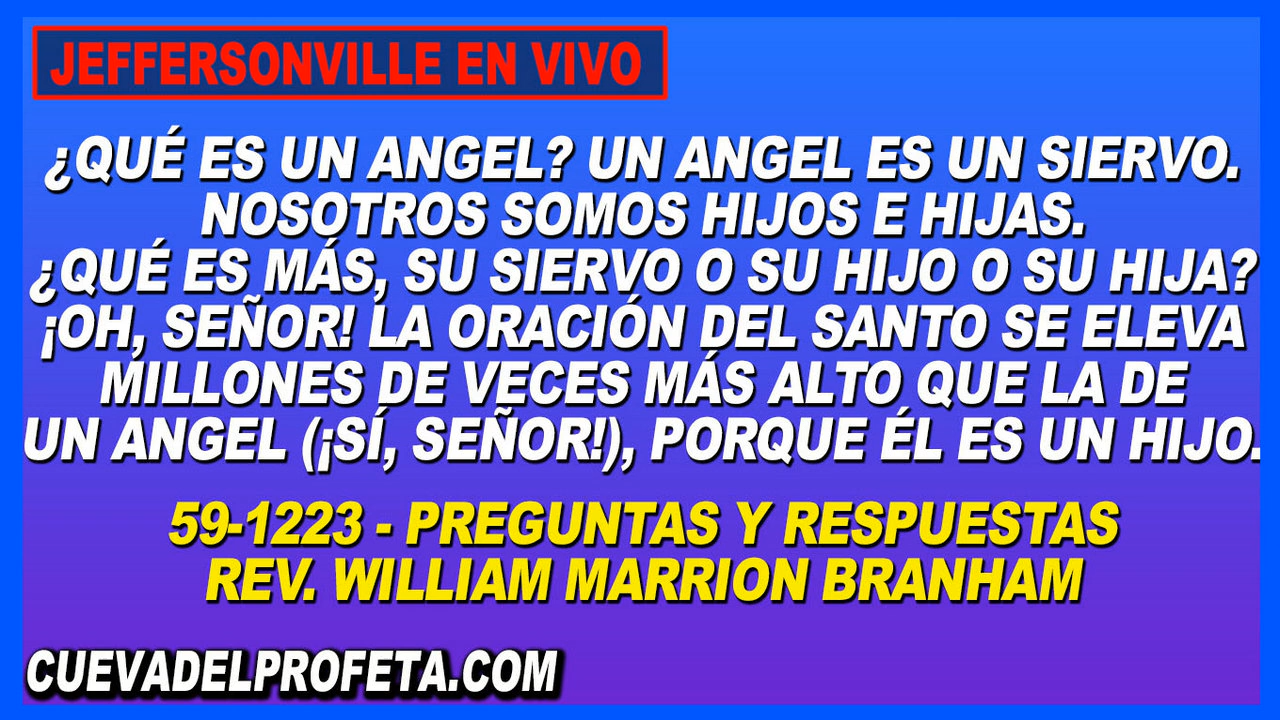 JEFFERSONVILLE EN VIVO
¿QUÉ ES UN ANGEL? UN ANGEL ES UN SIERVO.
NOSOTROS SOMOS HIJOS E HIJAS.
¿QUÉ ES MÁS, SU SIERVO O SU HIJO O SU HIJA?
¡OH, SEÑOR! LA ORACIÓN DEL SANTO SE ELEVA
MILLONES DE VECES MÁS ALTO QUE LA DE
UN ANGEL (¡SÍ, SEÑOR!), PORQUE ÉL ES UN HIJO.
59-1223 - PREGUNTAS Y RESPUESTAS
REV. WILLIAM MARRION BRANHAM
CUEVADELPROFETA.COM